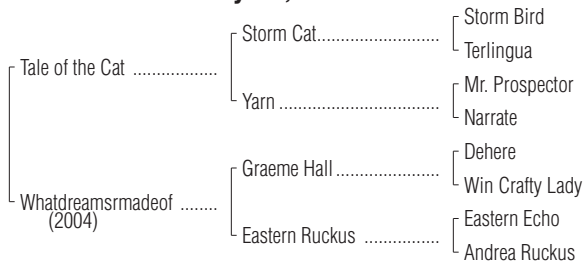 Storm Bird
Storm Cat
Terlingua
Tale of the Cat
Mr. Prospector
Yarn
Narrate
Dehere
Graeme Hall
Win Crafty Lady
Whatdreamsrmadeof
(2004)
Eastern Echo
Eastern Ruckus
Andrea Ruckus